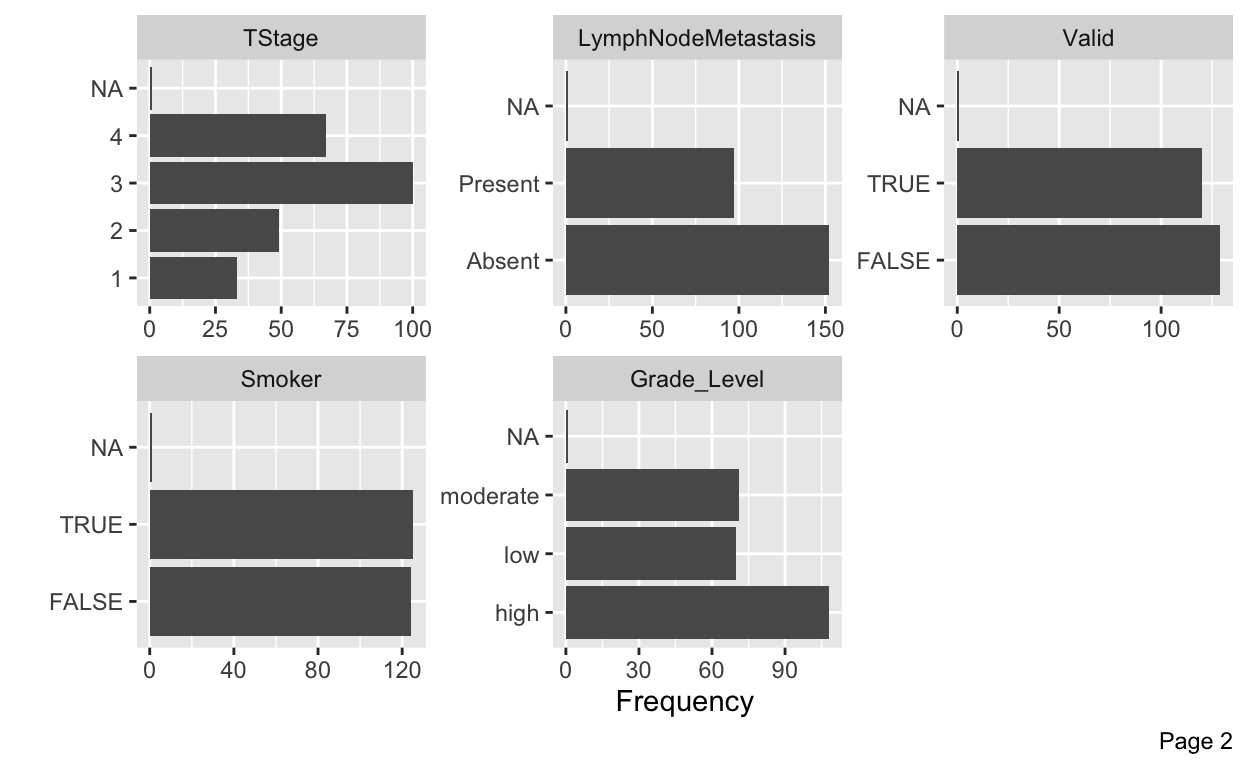 TStage
NA
4
3
2
1
0 25 50 75 100
LymphNodeMetastasis
NA
Present
Absent
0 50 100 150
Valid
NA
TRUE
FALSE
0 50 100
Smoker
NA
TRUE
FALSE
0 40 80 120
Grade_Level
NA
moderate
low
high
0 30 60 90
Frequency
Page 2